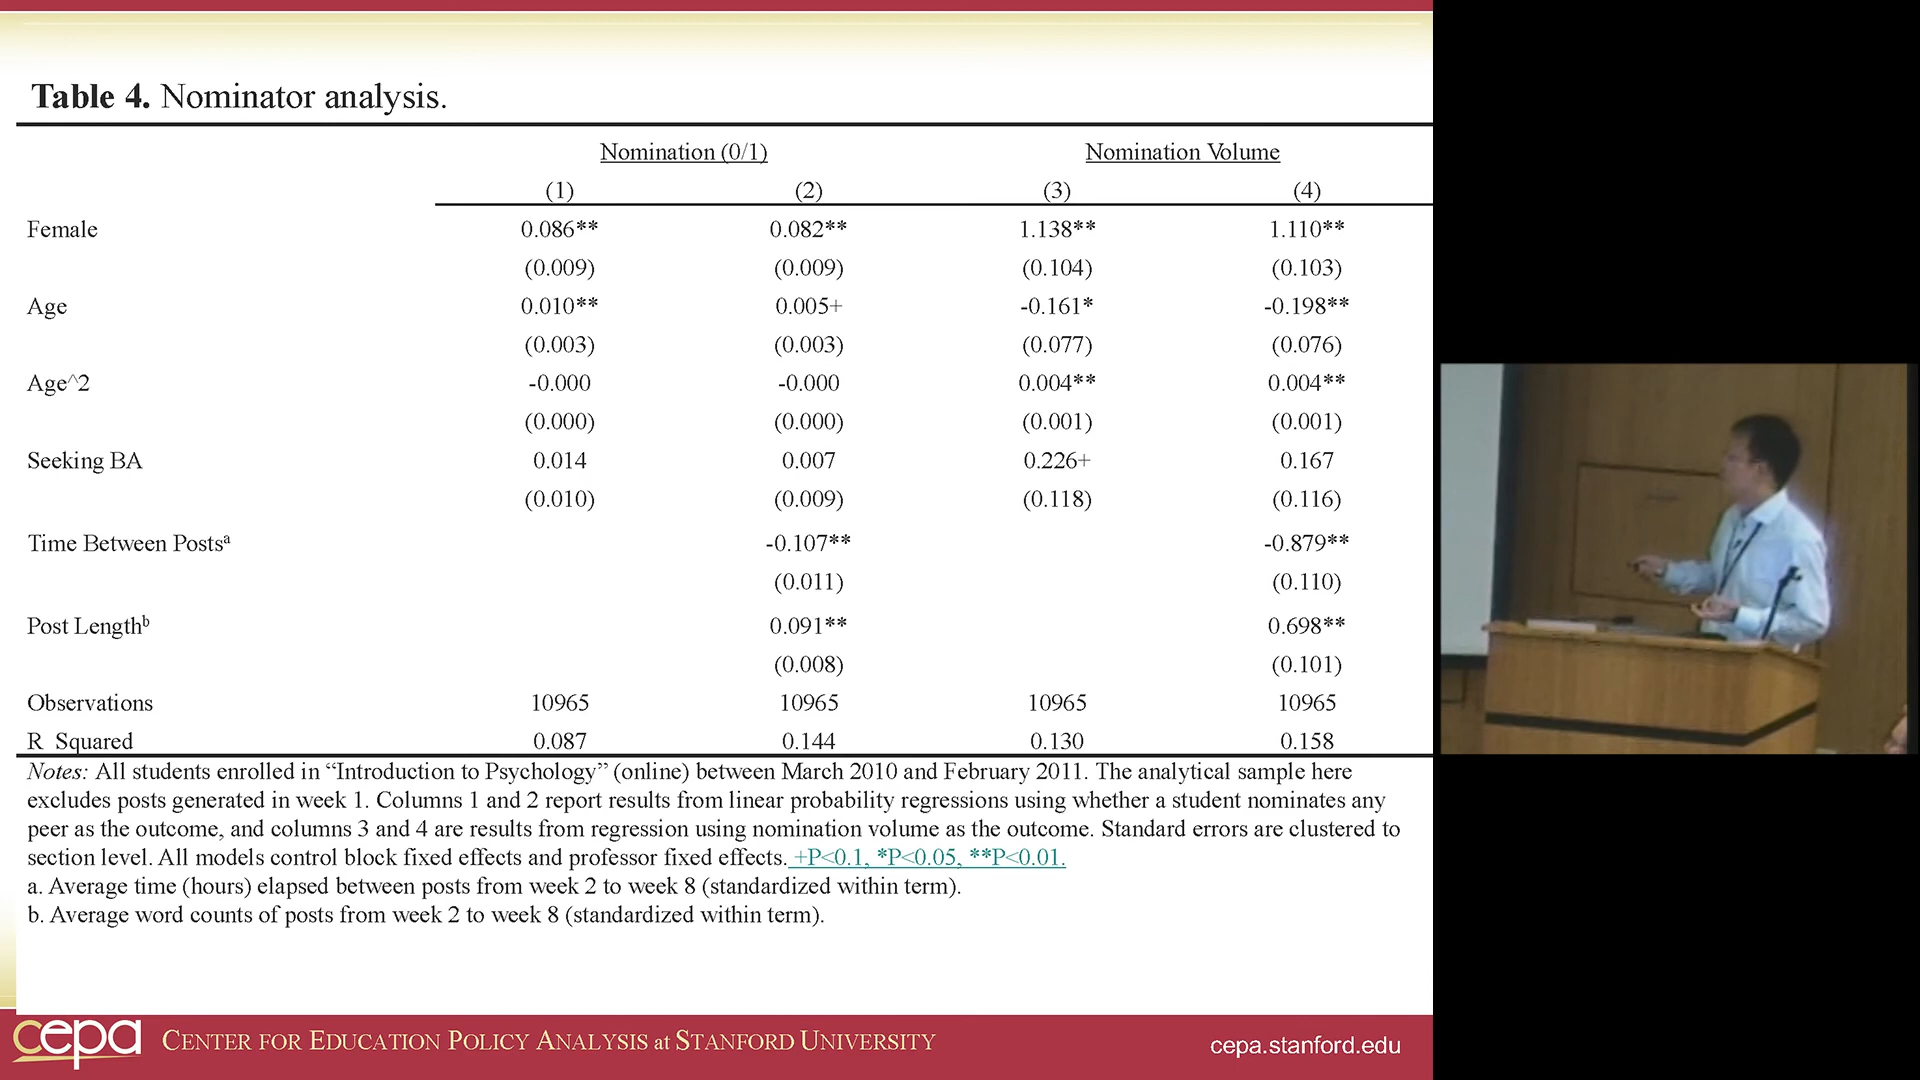 Table 4. Nominator analysis.
Nomination (0/1) Nomination Volume
(1) (2) (3) (4)
Female 0.086** 0.082** 1.138** 1.110**
(0.009) (0.009) (0.104) (0.103)
Age 0.010** 0.005+ -0.161* -0.198**
(0.003) (0.003) (0.077) (0.076)
Age^2 -0.000 -0.000 0.004** 0.004**
(0.000) (0.000) (0.001) (0.001)
Seeking BA 0.014 0.007 0.226+ 0.167
(0.010) (0.009) (0.118) (0.116)
Time Between Postsᵃ -0.107** -0.879**
(0.011) (0.110)
Post Lengthᵇ 0.091** 0.698**
(0.008) (0.101)
Observations 10965 10965 10965 10965
R Squared 0.087 0.144 0.130 0.158
Notes: All students enrolled in “Introduction to Psychology” (online) between March 2010 and February 2011. The analytical sample here
excludes posts generated in week 1. Columns 1 and 2 report results from linear probability regressions using whether a student nominates any
peer as the outcome, and columns 3 and 4 are results from regression using nomination volume as the outcome. Standard errors are clustered to
section level. All models control block fixed effects and professor fixed effects. +P<0.1, *P<0.05, **P<0.01.
a. Average time (hours) elapsed between posts from week 2 to week 8 (standardized within term).
b. Average word counts of posts from week 2 to week 8 (standardized within term).
cepa CENTER FOR EDUCATION POLICY ANALYSIS at STANFORD UNIVERSITY cepa.stanford.edu